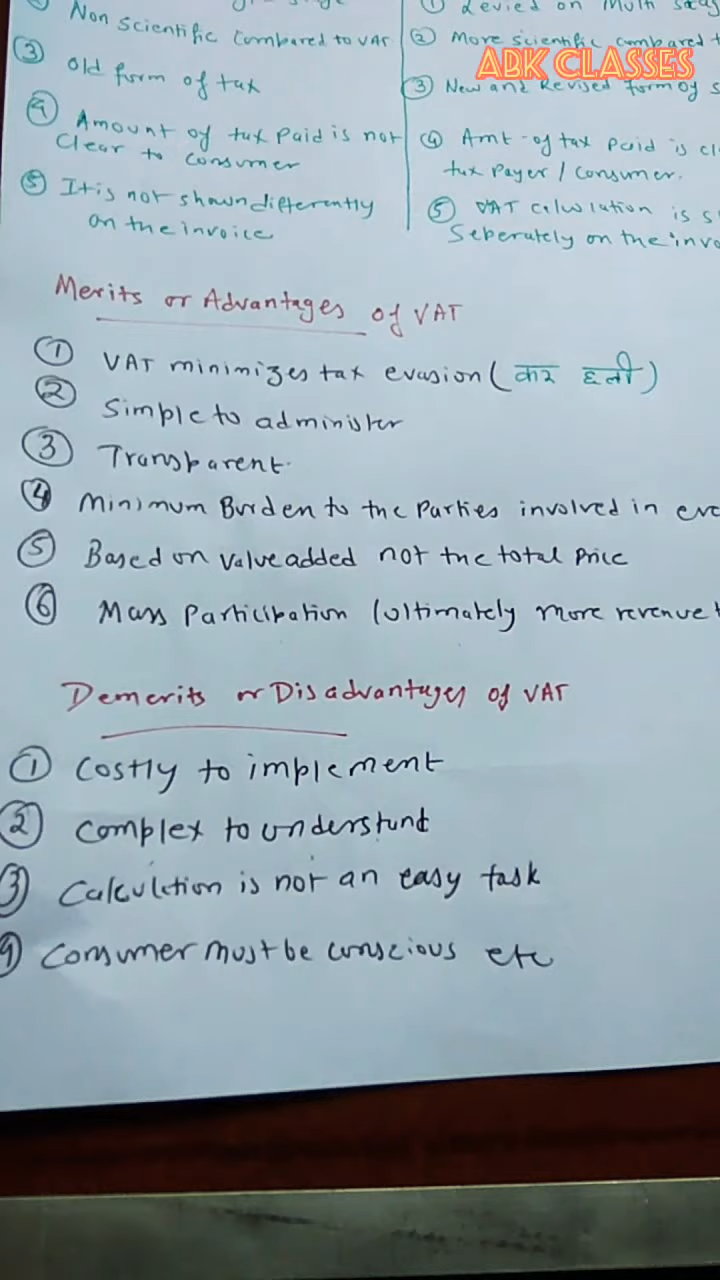 Non scientific Compared to VAT
③ old form of tax
④ Amount of tax paid is not
clear to consumer
⑤ It is not shown differently
on the invoice
① Levied on Multi
② More scientific compared
ABK CLASSES
③ New and Revised form of
④ Amt of tax paid is
tax payer / consumer.
⑤ VAT calculation is
Seberately on the
Merits or Advantages of VAT
① VAT minimizes tax evasion (कर छली)
② Simple to administer
③ Transparent.
④ Minimum Burden to the Parties involved in
⑤ Based on Value added not the total Price
⑥ Mass Participation (ultimately more revenue
Demerits or Disadvantages of VAT
① Costly to implement
② Complex to understand
③ Calculation is not an easy task
④ Consumer must be conscious etc